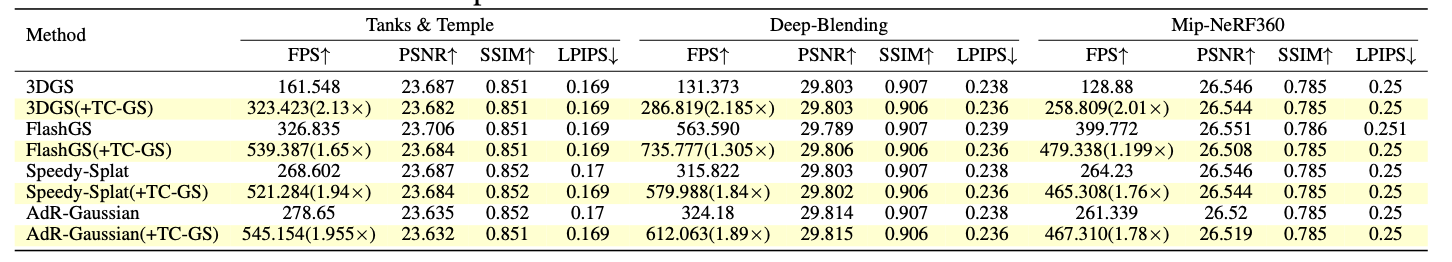 Method Tanks & Temple Deep-Blending Mip-NeRF360
FPS↑ PSNR↑ SSIM↑ LPIPS↓ FPS↑ PSNR↑ SSIM↑ LPIPS↓ FPS↑ PSNR↑ SSIM↑ LPIPS↓
3DGS 161.548 23.687 0.851 0.169 131.373 29.803 0.907 0.238 128.88 26.546 0.785 0.25
3DGS(+TC-GS) 323.423(2.13×) 23.682 0.851 0.169 286.819(2.185×) 29.803 0.906 0.236 258.809(2.01×) 26.544 0.785 0.25
FlashGS 326.835 23.706 0.851 0.169 563.590 29.789 0.907 0.239 399.772 26.551 0.786 0.251
FlashGS(+TC-GS) 539.387(1.65×) 23.684 0.851 0.169 735.777(1.305×) 29.806 0.906 0.236 479.338(1.199×) 26.508 0.785 0.25
Speedy-Splat 268.602 23.687 0.852 0.17 315.822 29.803 0.907 0.238 264.23 26.546 0.785 0.25
Speedy-Splat(+TC-GS) 521.284(1.94×) 23.684 0.852 0.169 579.988(1.84×) 29.802 0.906 0.236 465.308(1.76×) 26.544 0.785 0.25
AdR-Gaussian 278.65 23.635 0.852 0.17 324.18 29.814 0.907 0.238 261.339 26.52 0.785 0.25
AdR-Gaussian(+TC-GS) 545.154(1.955×) 23.632 0.851 0.169 612.063(1.89×) 29.815 0.906 0.236 467.310(1.78×) 26.519 0.785 0.25